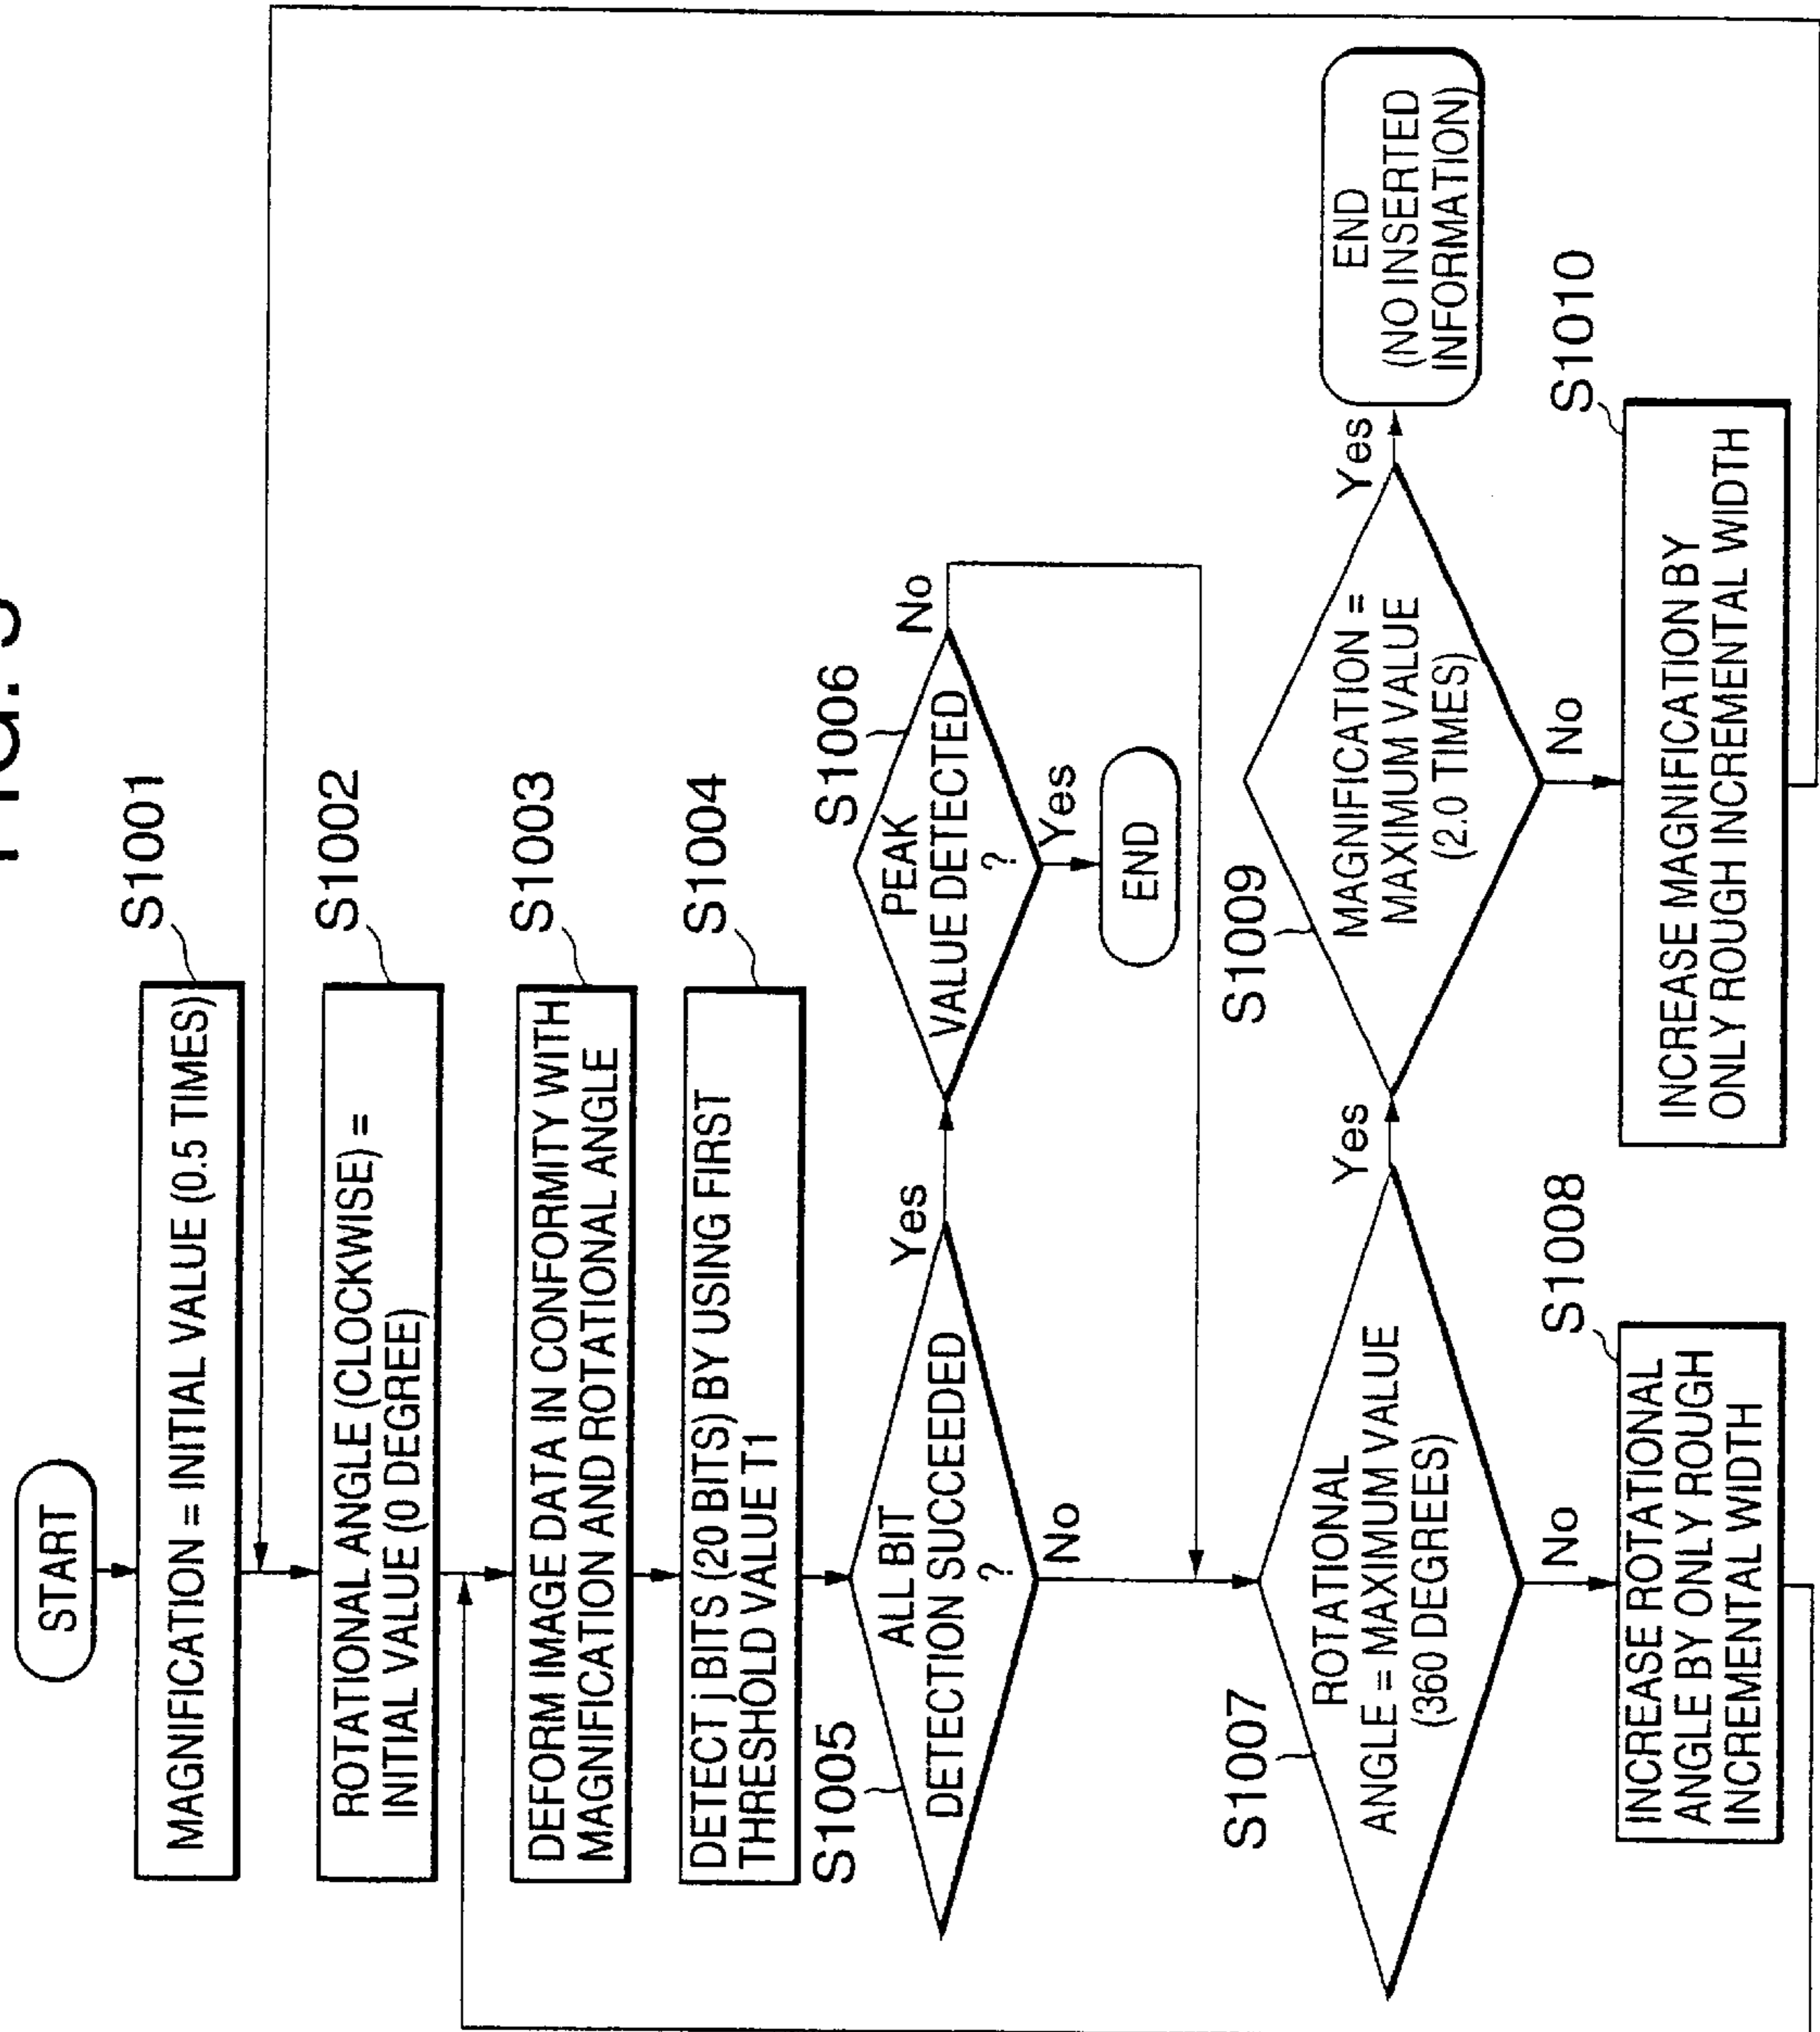 START
S1001
MAGNIFICATION = INITIAL VALUE (0.5 TIMES)
S1002
ROTATIONAL ANGLE (CLOCKWISE) =
INITIAL VALUE (0 DEGREE)
S1003
DEFORM IMAGE DATA IN CONFORMITY WITH
MAGNIFICATION AND ROTATIONAL ANGLE
S1004
DETECT j BITS (20 BITS) BY USING FIRST
THRESHOLD VALUE T1
S1005
ALL BIT
DETECTION SUCCEEDED
?
Yes
No
S1006
PEAK
VALUE DETECTED
?
No
Yes
END
S1007
ROTATIONAL
ANGLE = MAXIMUM VALUE
(360 DEGREES)
Yes
No
S1008
INCREASE ROTATIONAL
ANGLE BY ONLY ROUGH
INCREMENTAL WIDTH
S1009
MAGNIFICATION =
MAXIMUM VALUE
(2.0 TIMES)
Yes
No
END
(NO INSERTED
INFORMATION)
S1010
INCREASE MAGNIFICATION BY
ONLY ROUGH INCREMENTAL WIDTH